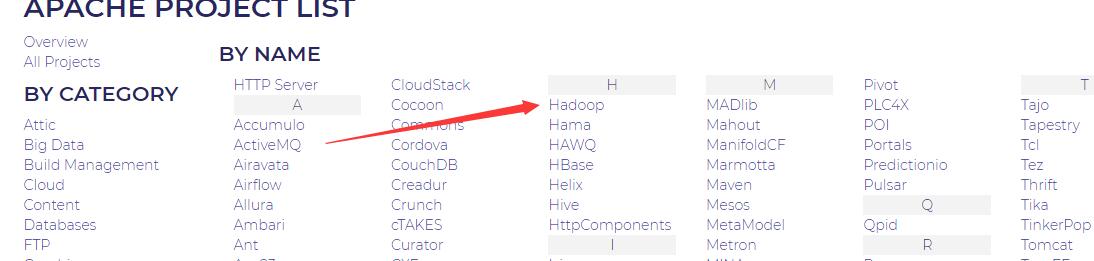 APACHE PROJECT LIST
Overview
All Projects
BY CATEGORY
Attic
Big Data
Build Management
Cloud
Content
Databases
FTP
BY NAME
HTTP Server
A
Accumulo
ActiveMQ
Airavata
Airflow
Allura
Ambari
Ant
CloudStack
Cocoon
Commons
Cordova
CouchDB
Creadur
Crunch
cTAKES
Curator
H
Hadoop
Hama
HAWQ
HBase
Helix
Hive
HttpComponents
I
M
MADlib
Mahout
ManifoldCF
Marmotta
Maven
Mesos
MetaModel
Metron
Pivot
PLC4X
POI
Portals
Predictionio
Pulsar
Q
Qpid
R
T
Tajo
Tapestry
Tcl
Tez
Thrift
Tika
TinkerPop
Tomcat